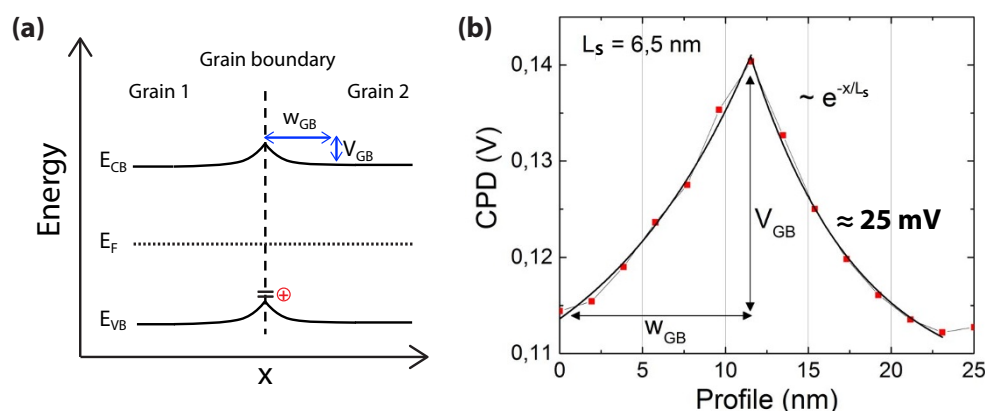 (a)
Grain boundary
Grain 1
Grain 2
w_GB
V_GB
E_CB
E_F
⊕
E_VB
Energy
X
(b)
L_S = 6,5 nm
~ e^-x/L_S
≈ 25 mV
V_GB
w_GB
CPD (V)
0,15
0,14
0,13
0,12
0,11
0
5
10
15
20
25
Profile (nm)